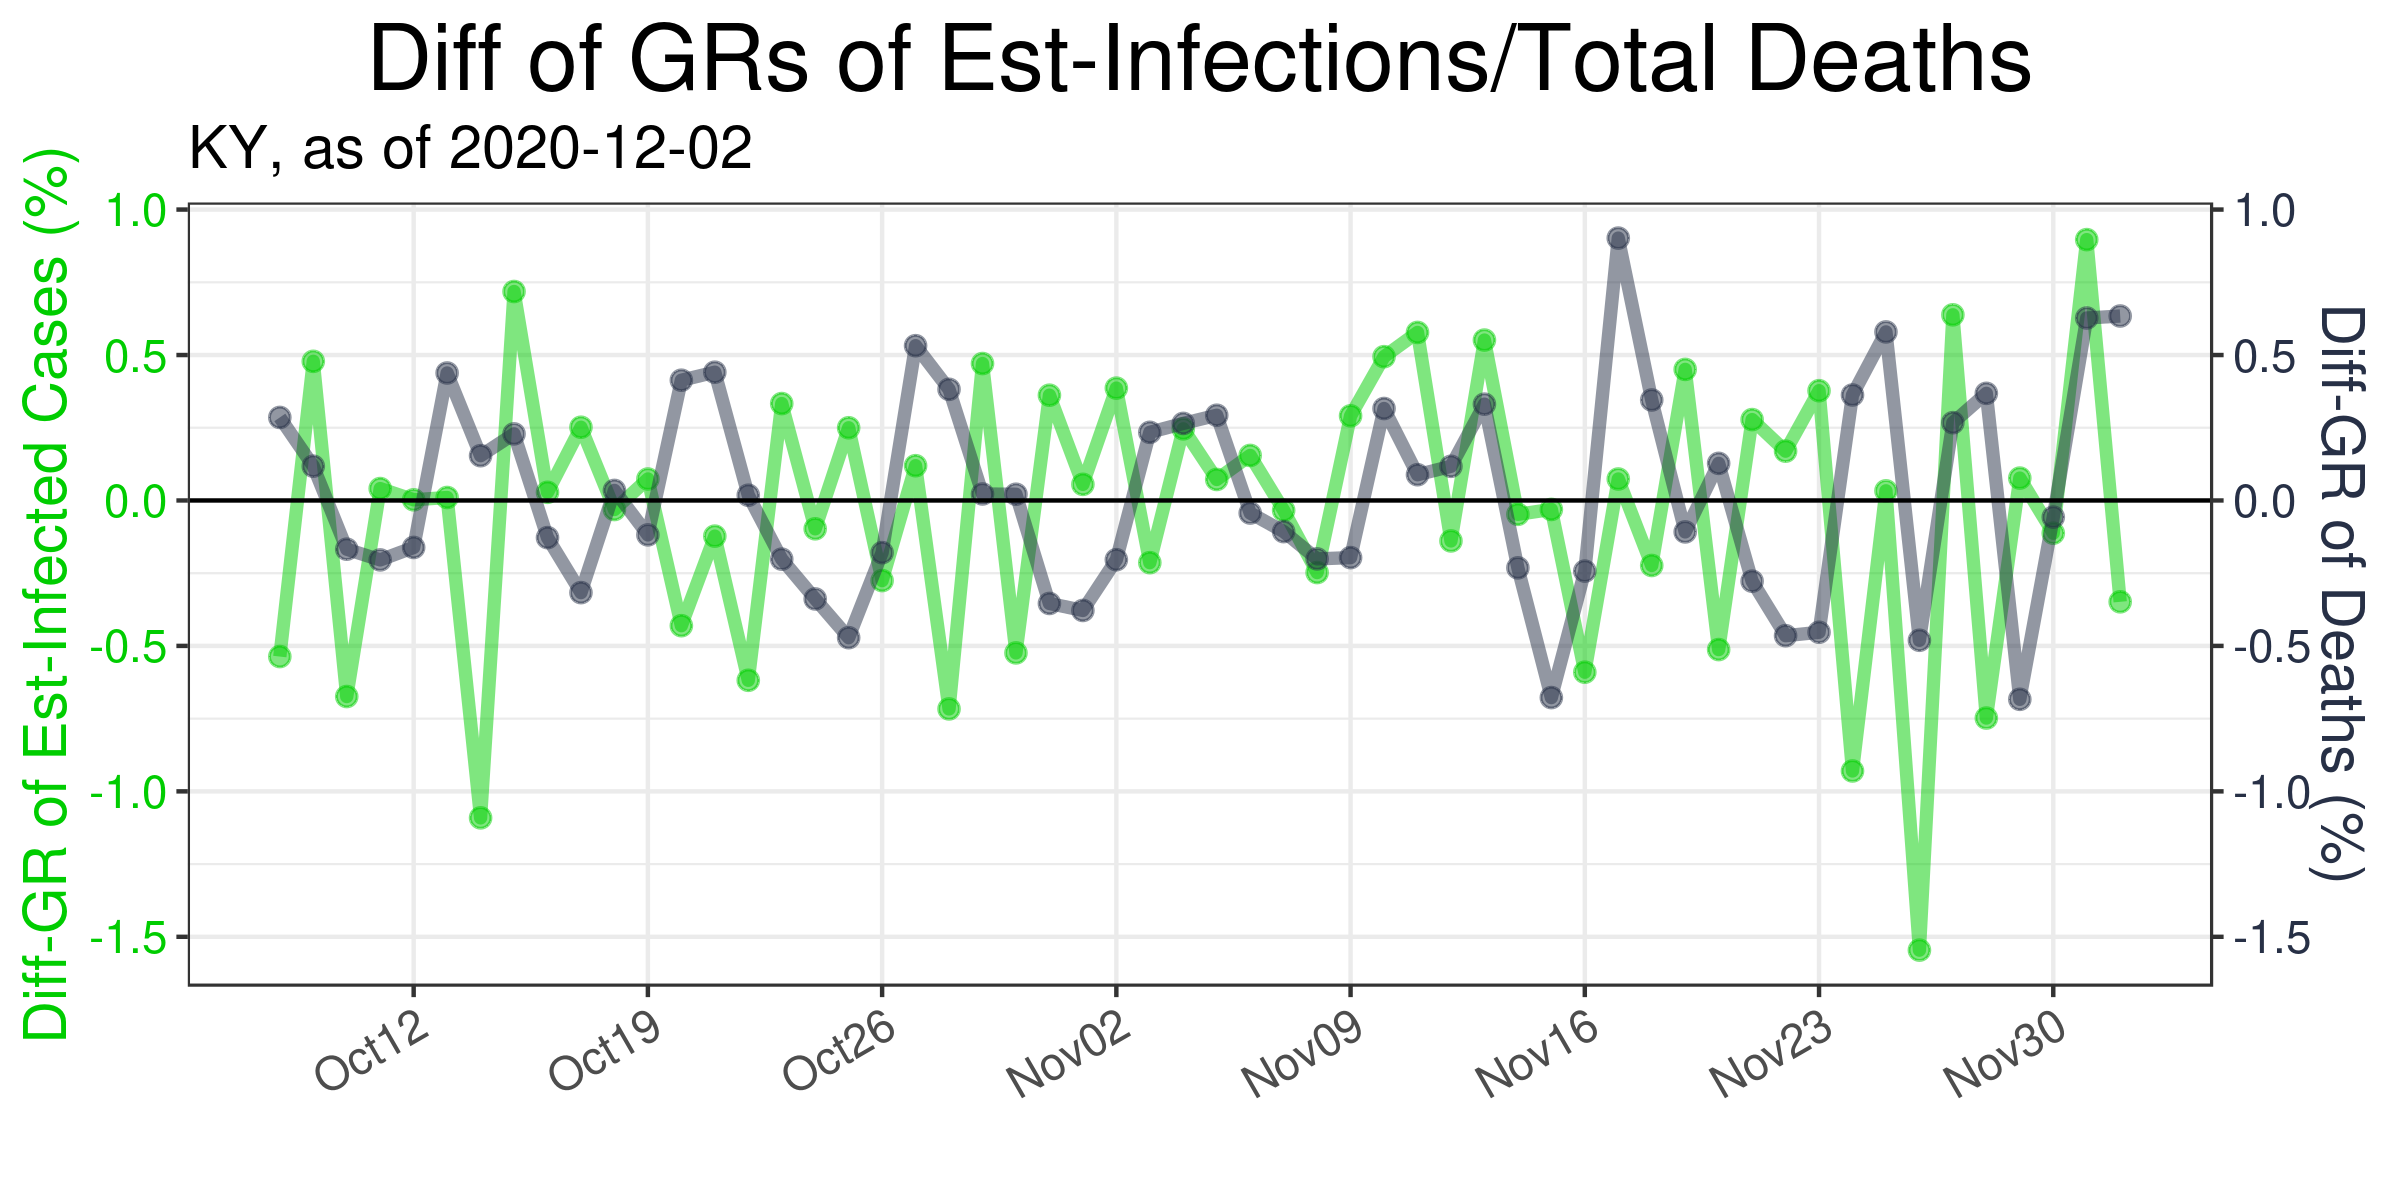 Diff of GRs of Est-Infections/Total Deaths
KY, as of 2020-12-02
Diff-GR of Est-Infected Cases (%)
1.0
0.5
0.0
-0.5
-1.0
-1.5
1.0
0.5
0.0
-0.5
-1.0
-1.5
Diff-GR of Deaths (%)
Oct12
Oct19
Oct26
Nov02
Nov09
Nov16
Nov23
Nov30